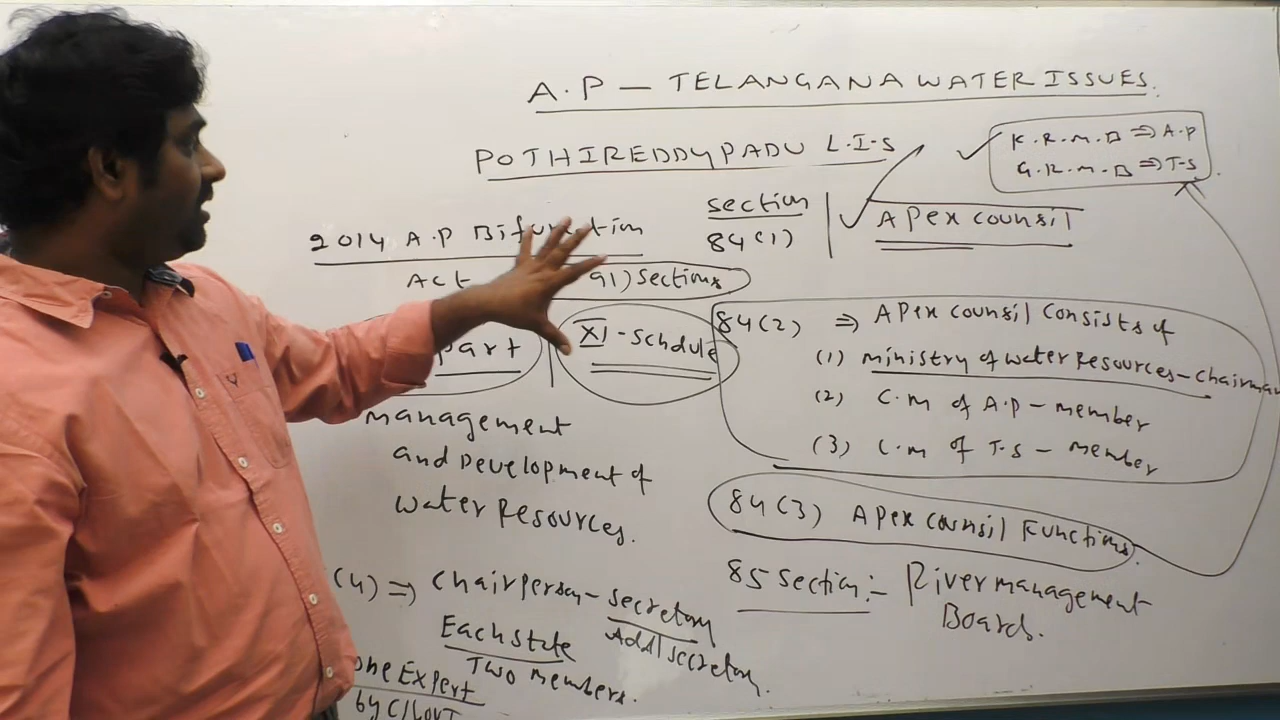 A.P - TELANGANA WATER ISSUES.
POTHIREDDYPADU L.I-S
K.R.M.B ⇒ A.P
G.R.M.B ⇒ T-S.
section
84(1)
Apex counsil
2014 A.P Bifurcation
Act 91) sections
part
XI - schdule
management
and Development of
water Resources.
84(2) ⇒ Apex counsil consists of
(1) ministry of water Resources - chairman
(2) C.M of A.P - member
(3) C.M of T-S - member
84(3) Apex counsil Functions.
85 section:- River management
Boards.
(4) ⇒ chairperson - secretary
Addl secretary.
Each state
Two members.
one Expert
by C/Govt